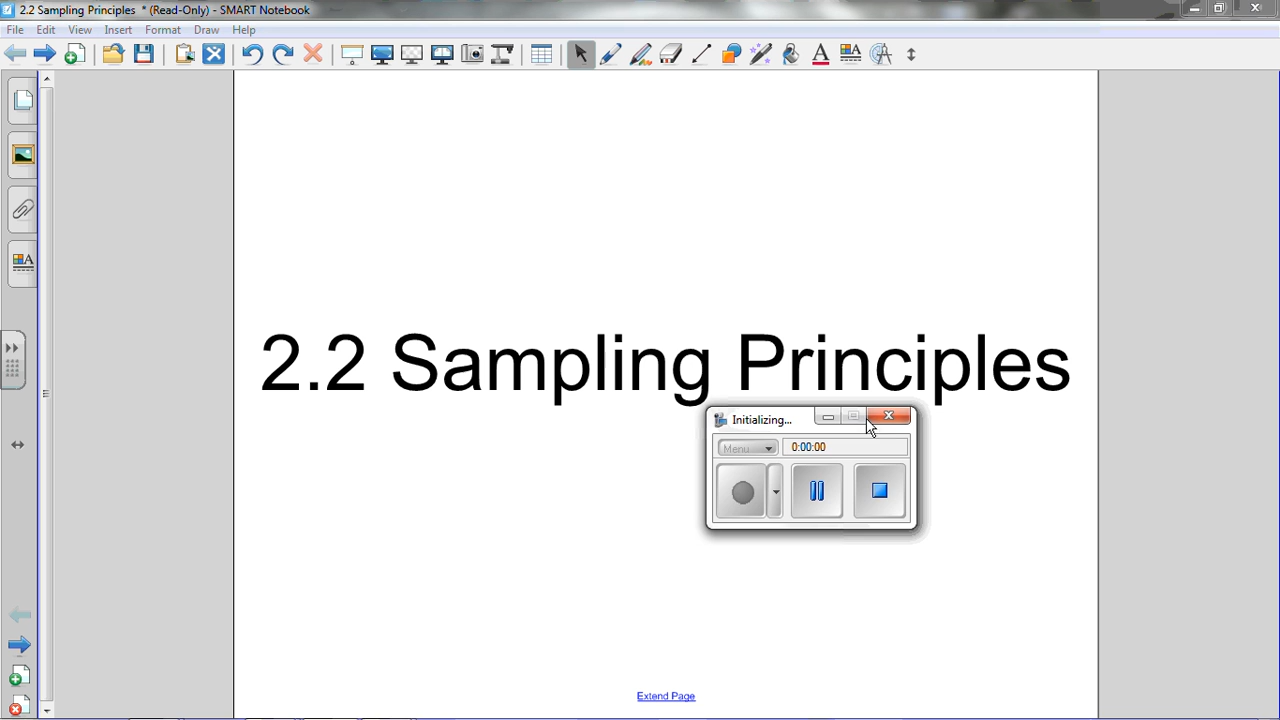 2.2 Sampling Principles * (Read-Only) - SMART Notebook
File Edit View Insert Format Draw Help
2.2 Sampling Principles
Initializing...
Menu
0:00:00
Extend Page